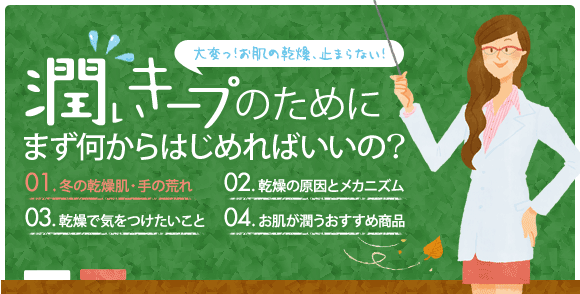 大変っ!お肌の乾燥、止まらない!
潤いキープのために
まず何からはじめればいいの?
01.冬の乾燥肌・手の荒れ
02.乾燥の原因とメカニズム
03.乾燥で気をつけたいこと
04.お肌が潤うおすすめ商品